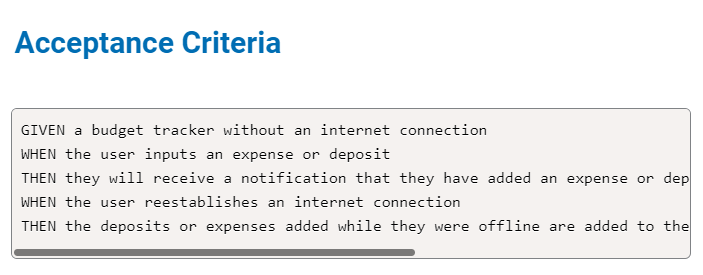 Acceptance Criteria
GIVEN a budget tracker without an internet connection
WHEN the user inputs an expense or deposit
THEN they will receive a notification that they have added an expense or dep
WHEN the user reestablishes an internet connection
THEN the deposits or expenses added while they were offline are added to the